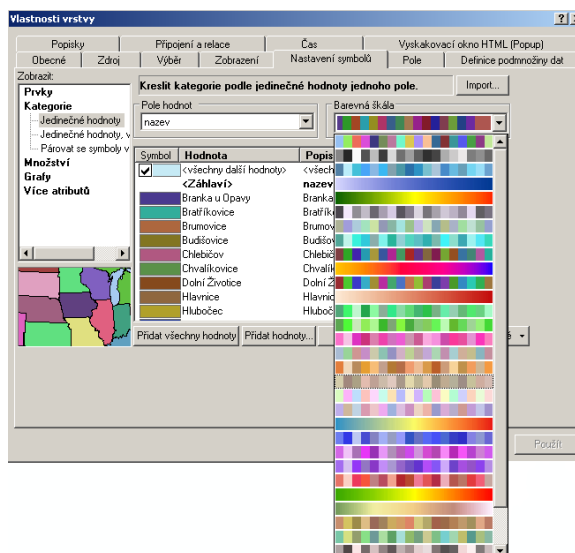 Vlastnosti vrstvy
Popisky Připojení a relace Čas Vyskakovací okno HTML (Popup)
Obecné Zdroj Výběr Zobrazení Nastavení symbolů Pole Definice podmnožiny dat
Zobrazit:
Prvky
Kategorie
Jedinečné hodnoty
Jedinečné hodnoty, v
Párovat se symboly v
Množství
Grafy
Více atributů
Kreslit kategorie podle jedinečné hodnoty jednoho pole.
Import...
Pole hodnot
nazev
Barevná škála
Symbol Hodnota Popis
<všechny další hodnoty> <všech
<Záhlaví> nazev
Branka u Opavy Branka
Bratříkovice Bratřík
Brumovice Brumov
Budišovice Budišov
Chlebičov Chlebič
Chvalíkovice Chvalík
Dolní Životice Dolní Ž
Hlavnice Hlavnic
Hlubočec Hluboč
Přidat všechny hodnoty Přidat hodnoty...
Použít